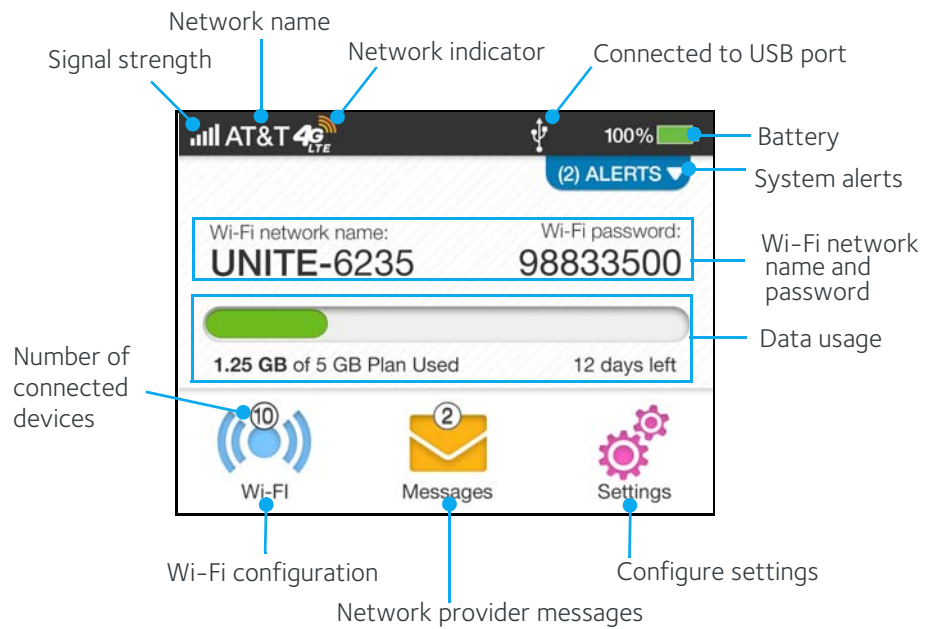 Network name
Signal strength
Network indicator
Connected to USB port
AT&T 4G LTE
100%
Battery
(2) ALERTS
System alerts
Wi-Fi network name:
Wi-Fi password:
UNITE-6235
98833500
Wi-Fi network
name and
password
1.25 GB of 5 GB Plan Used
12 days left
Data usage
Number of
connected
devices
10
2
Wi-FI
Messages
Settings
Wi-Fi configuration
Configure settings
Network provider messages